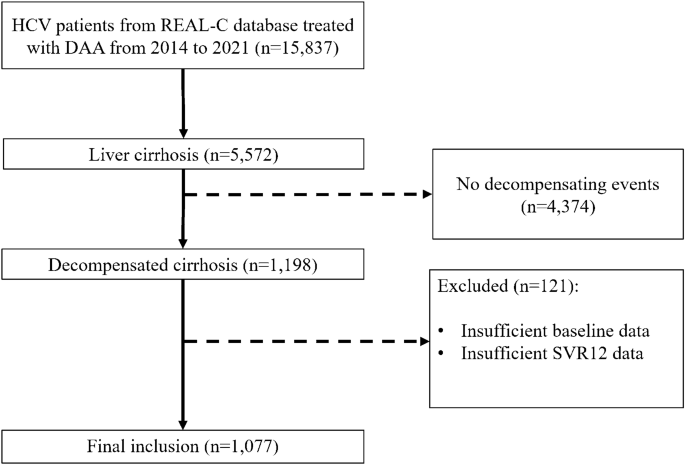 HCV patients from REAL-C database treated
with DAA from 2014 to 2021 (n=15,837)
Liver cirrhosis (n=5,572)
No decompensating events
(n=4,374)
Decompensated cirrhosis (n=1,198)
Excluded (n=121):
• Insufficient baseline data
• Insufficient SVR12 data
Final inclusion (n=1,077)